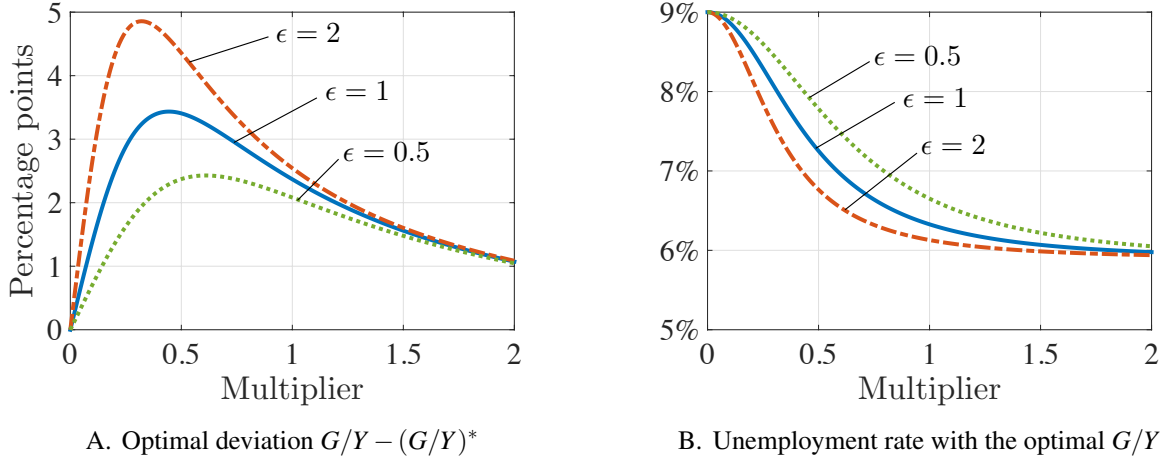 Percentage points
5
4
3
2
1
0
ϵ = 2
ϵ = 1
ϵ = 0.5
0 0.5 1 1.5 2
Multiplier
A. Optimal deviation G/Y − (G/Y)*
9%
8%
7%
6%
5%
ϵ = 0.5
ϵ = 1
ϵ = 2
0 0.5 1 1.5 2
Multiplier
B. Unemployment rate with the optimal G/Y